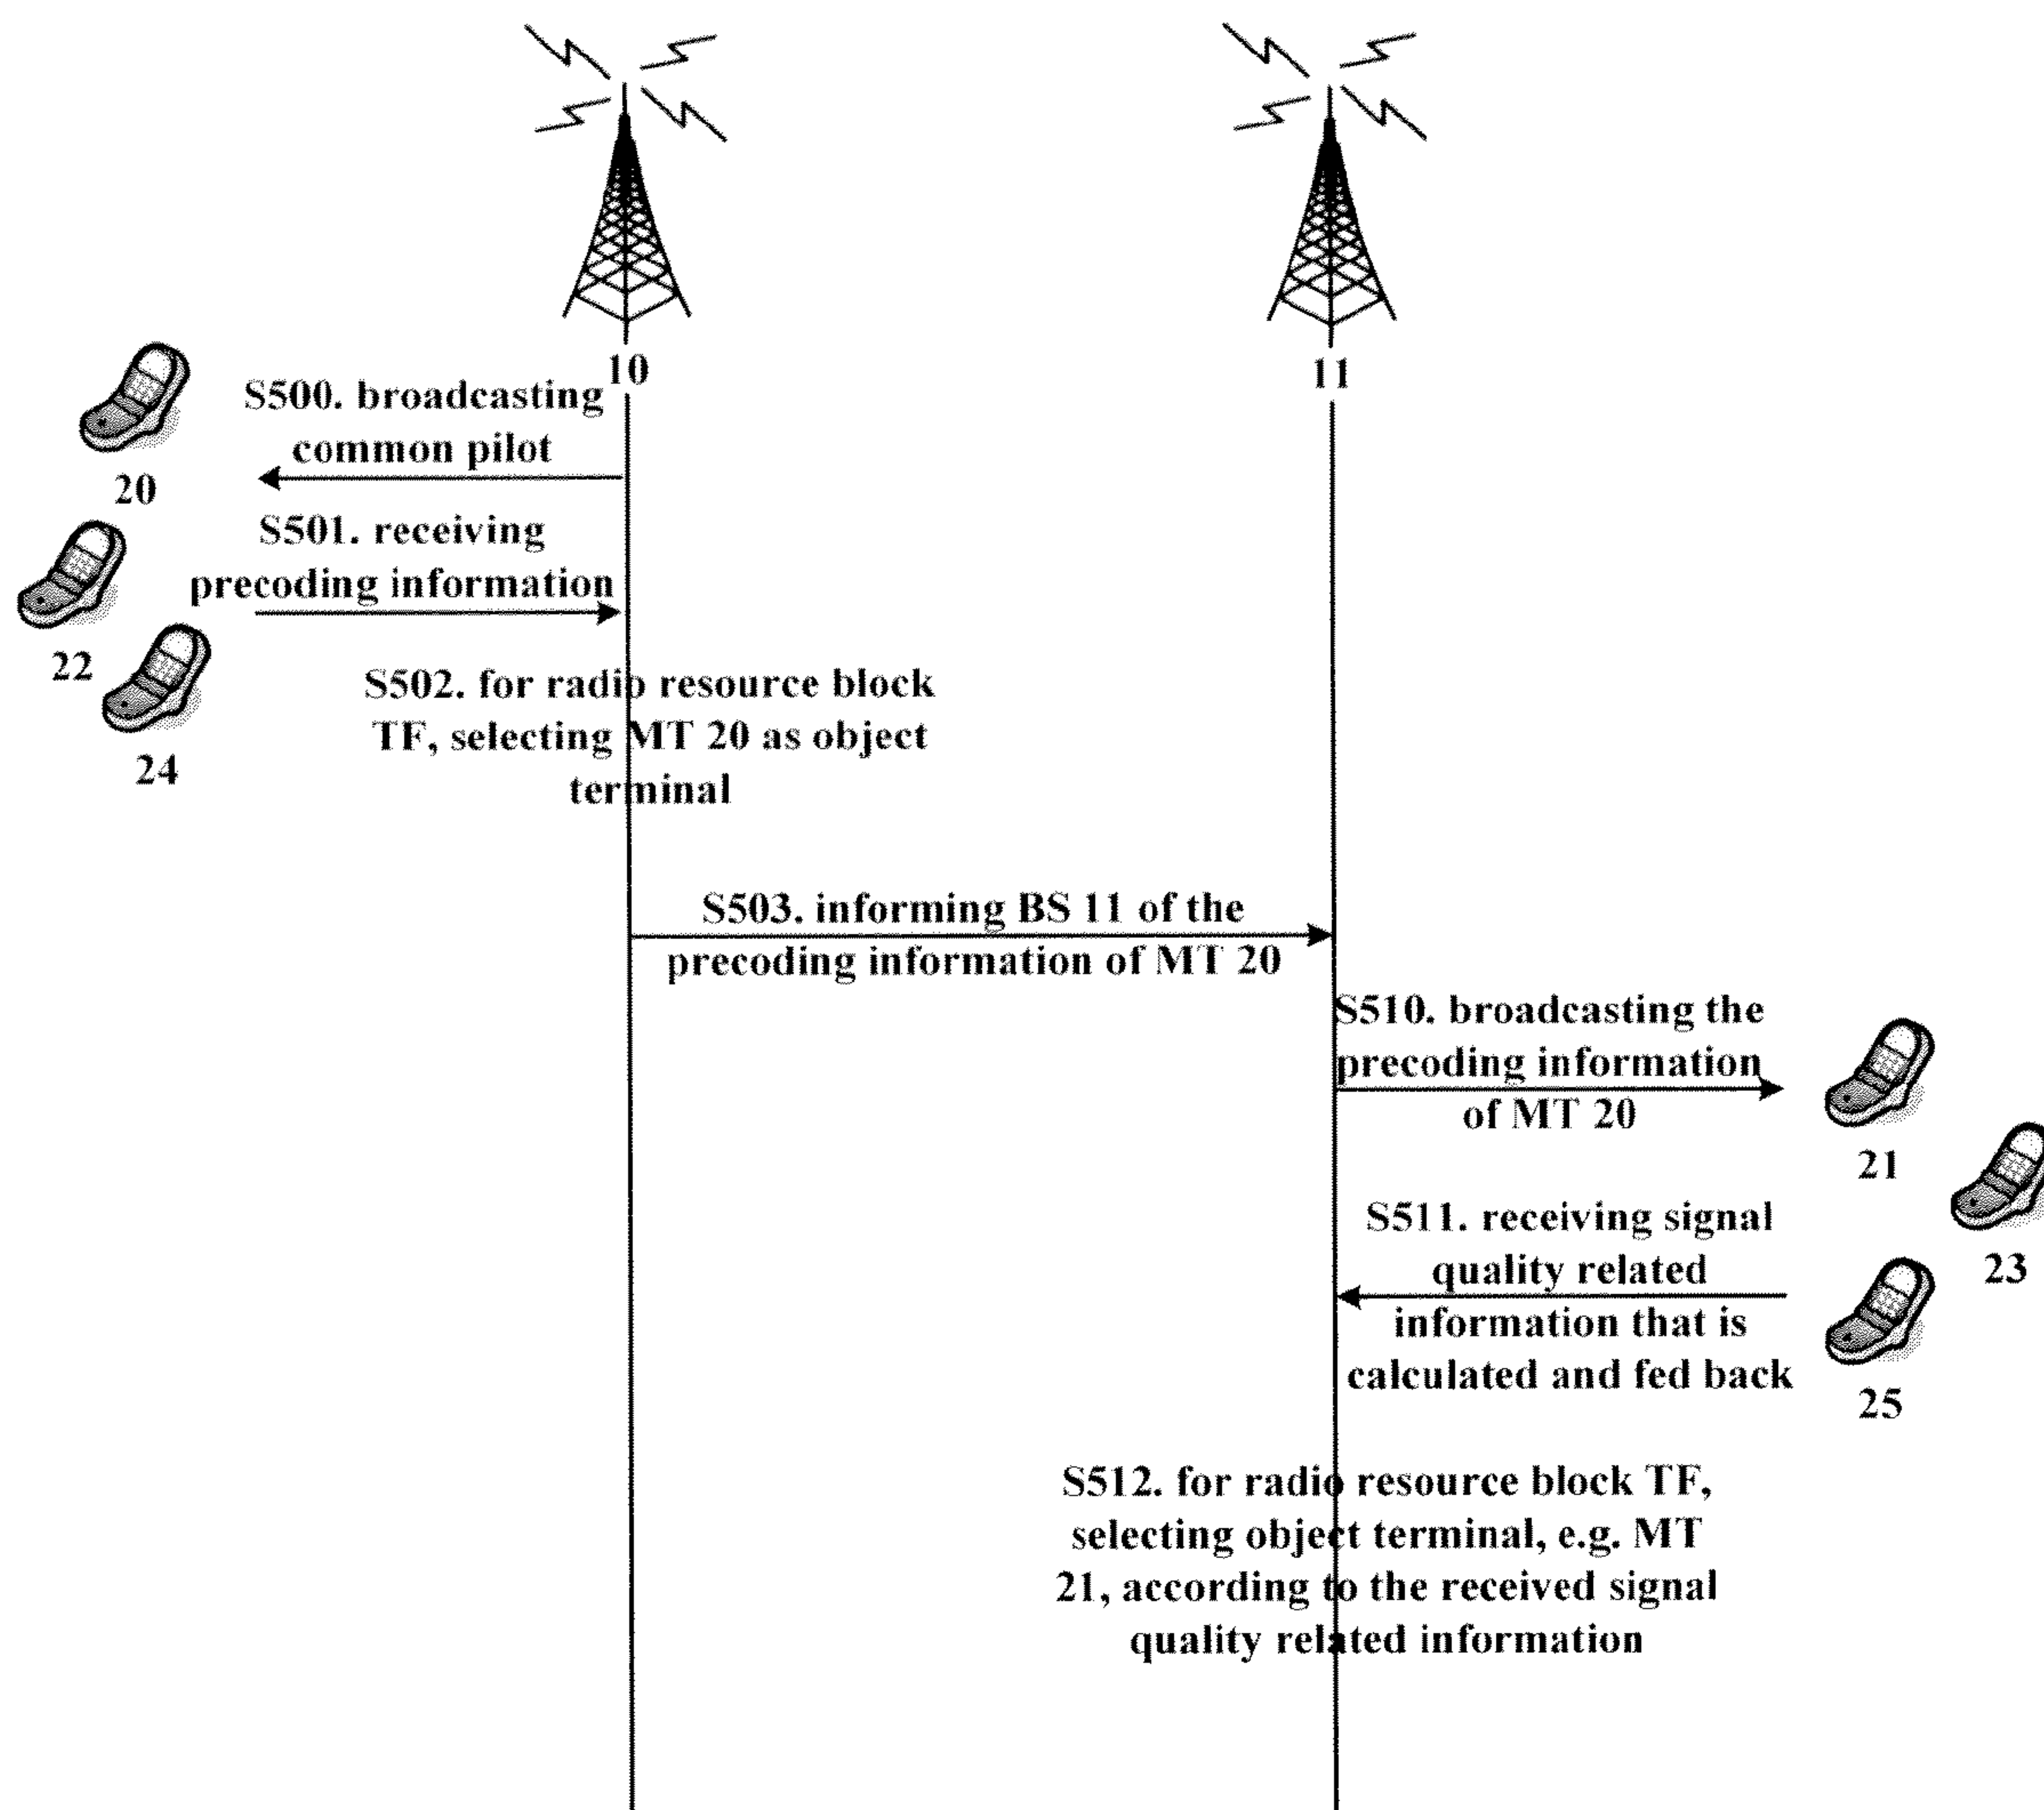 10
11
S500. broadcasting
common pilot
20
S501. receiving
precoding information
22
24
S502. for radio resource block
TF, selecting MT 20 as object
terminal
S503. informing BS 11 of the
precoding information of MT 20
S510. broadcasting the
precoding information
of MT 20
21
23
S511. receiving signal
quality related
information that is
calculated and fed back
25
S512. for radio resource block TF,
selecting object terminal, e.g. MT
21, according to the received signal
quality related information